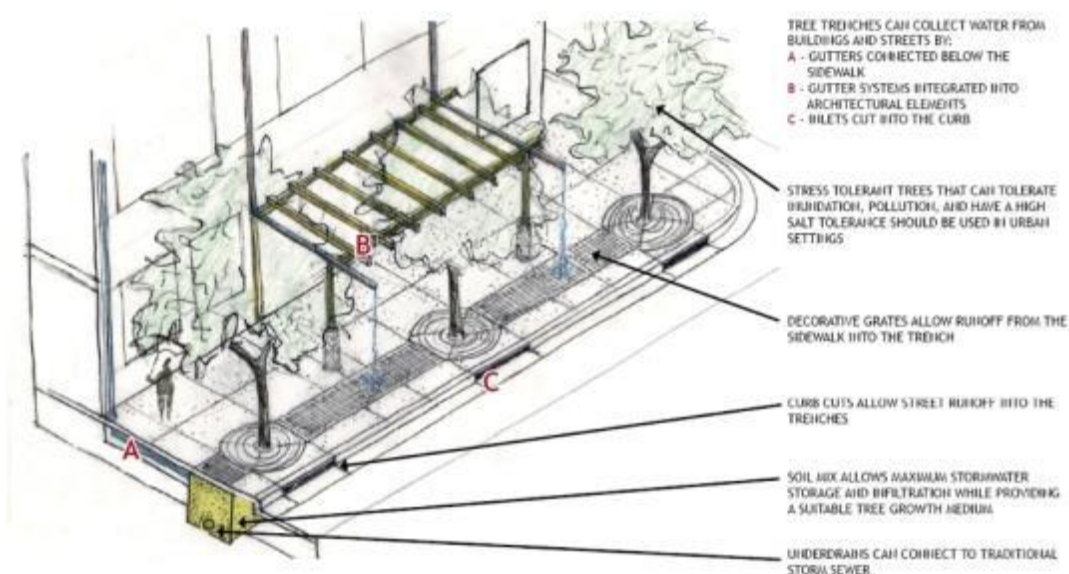 TREE TRENCHES CAN COLLECT WATER FROM
BUILDINGS AND STREETS BY:
A - GUTTERS CONNECTED BELOW THE
SIDEWALK
B - GUTTER SYSTEMS INTEGRATED INTO
ARCHITECTURAL ELEMENTS
C - INLETS CUT INTO THE CURB
STRESS TOLERANT TREES THAT CAN TOLERATE
INUNDATION, POLLUTION, AND HAVE A HIGH
SALT TOLERANCE SHOULD BE USED IN URBAN
SETTINGS
DECORATIVE GRATES ALLOW RUNOFF FROM THE
SIDEWALK INTO THE TRENCH
CURB CUTS ALLOW STREET RUNOFF INTO THE
TRENCHES
SOIL MIX ALLOWS MAXIMUM STORMWATER
STORAGE AND INFILTRATION WHILE PROVIDING
A SUITABLE TREE GROWTH MEDIUM
UNDERDRAINS CAN CONNECT TO TRADITIONAL
STORM SEWER
B
C
A